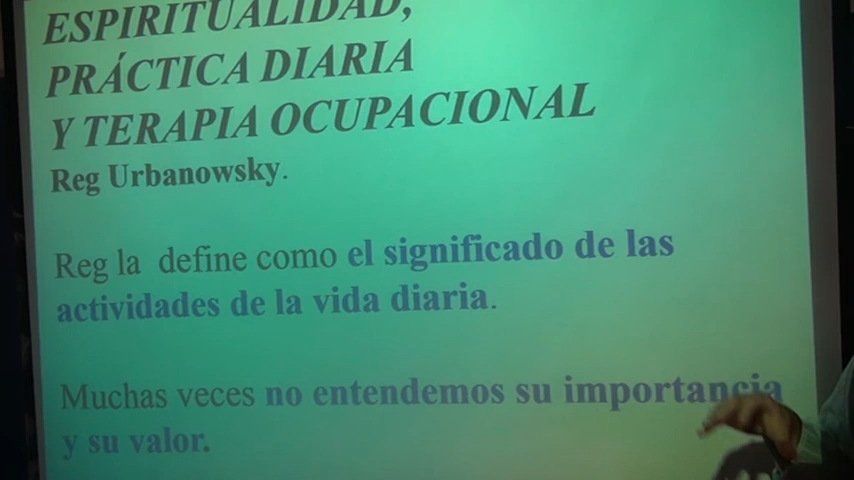 ESPIRITUALIDAD,
PRÁCTICA DIARIA
Y TERAPIA OCUPACIONAL
Reg Urbanowsky.
Reg la define como el significado de las
actividades de la vida diaria.
Muchas veces no entendemos su importancia
y su valor.